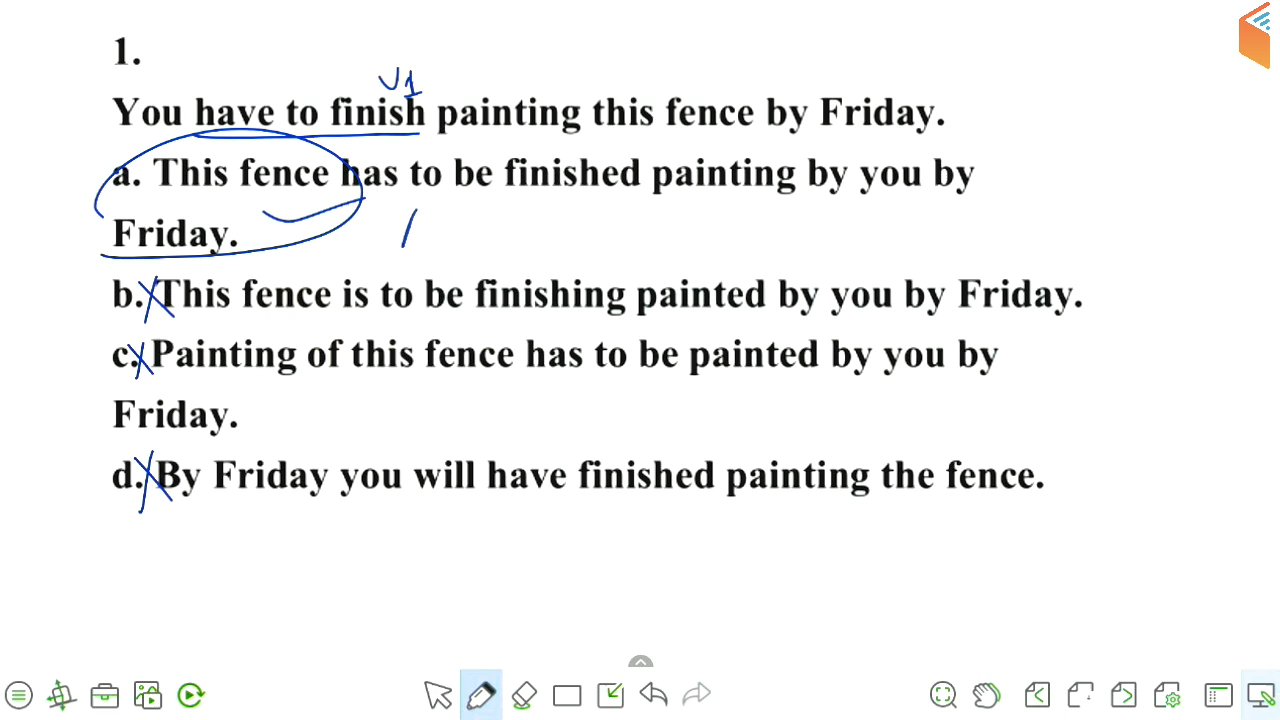 1.
V1
You have to finish painting this fence by Friday.
a. This fence has to be finished painting by you by
Friday.
b. This fence is to be finishing painted by you by Friday.
c. Painting of this fence has to be painted by you by
Friday.
d. By Friday you will have finished painting the fence.